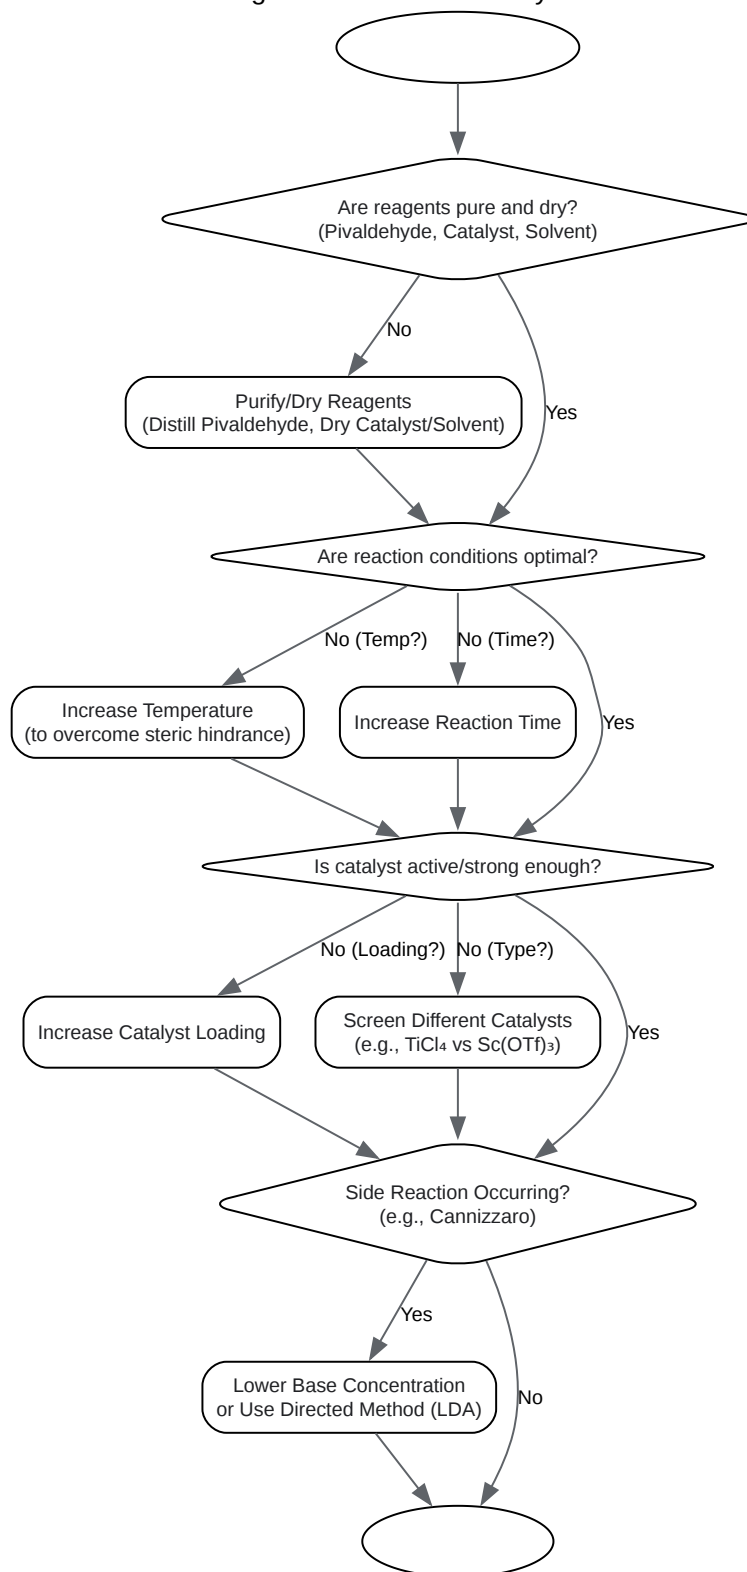 Are reagents pure and dry?
(Pivaldehyde, Catalyst, Solvent)
No
Purify/Dry Reagents
(Distill Pivaldehyde, Dry Catalyst/Solvent)
Yes
Are reaction conditions optimal?
No (Temp?)
No (Time?)
Increase Temperature
(to overcome steric hindrance)
Increase Reaction Time
Yes
Is catalyst active/strong enough?
No (Loading?)
No (Type?)
Increase Catalyst Loading
Screen Different Catalysts
(e.g., TiCl₄ vs Sc(OTf)₃)
Yes
Side Reaction Occurring?
(e.g., Cannizzaro)
Yes
Lower Base Concentration
or Use Directed Method (LDA)
No